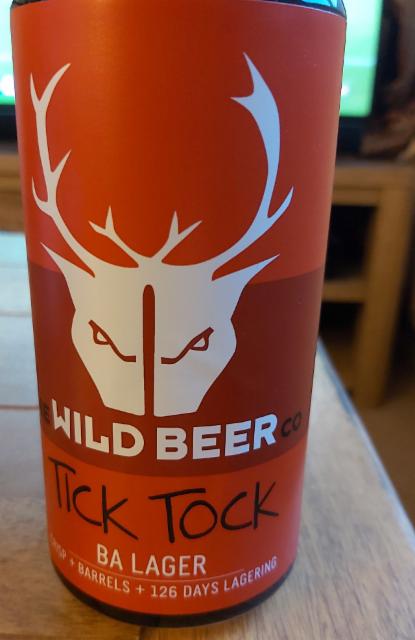 WILD BEER CO
TICK TOCK
BA LAGER
+ BARRELS + 126 DAYS LAGERING